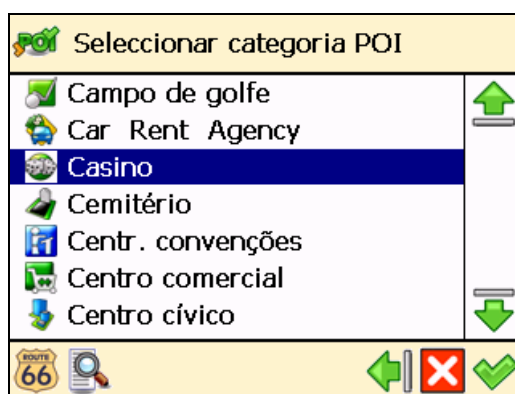 POI Seleccionar categoria POI
Campo de golfe
Car Rent Agency
Casino
Cemitério
Centr. convenções
Centro comercial
Centro cívico
ROUTE
66